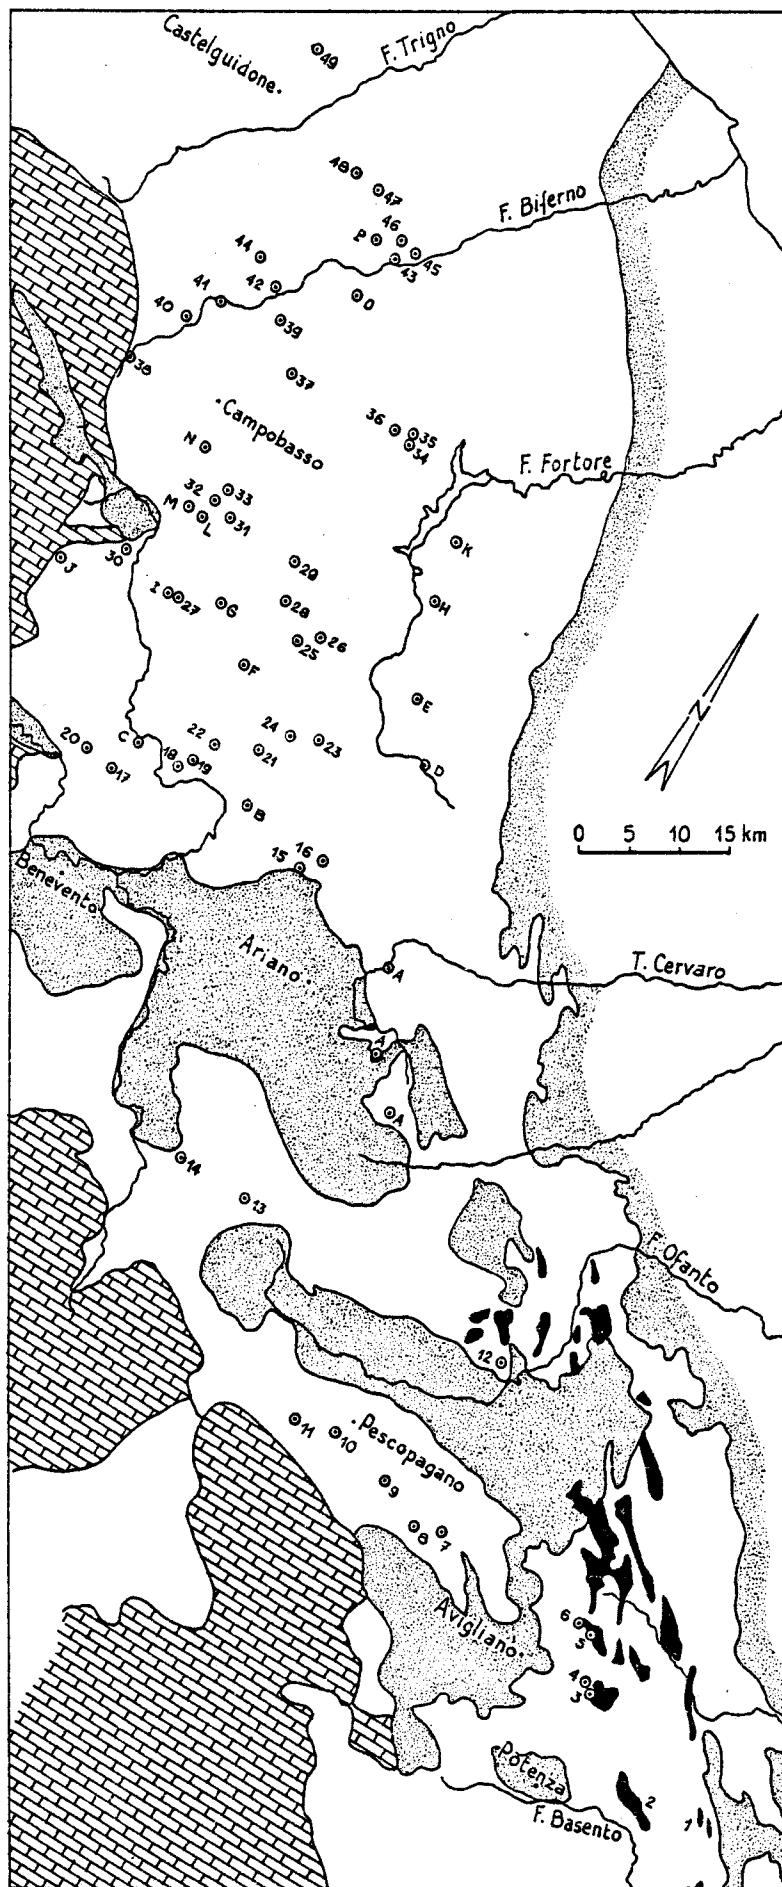 Castelguidone
49
F. Trigno
48
47
F. Biferno
46
P
45
43
44
42
41
40
O
39
38
37
Campobasso
36
35
34
N
F. Fortore
33
32
M
L
31
K
30
J
29
I
27
G
28
H
26
25
F
E
N
24
23
22
21
20
C
18
19
17
D
B
0 5 10 15 km
16
15
Benevento
Ariano
A
T. Cervaro
A
A
14
13
F. Ofanto
12
11
10
Pescopagano
9
8
7
Avigliano
6
5
4
3
Potenza
2
1
F. Basento